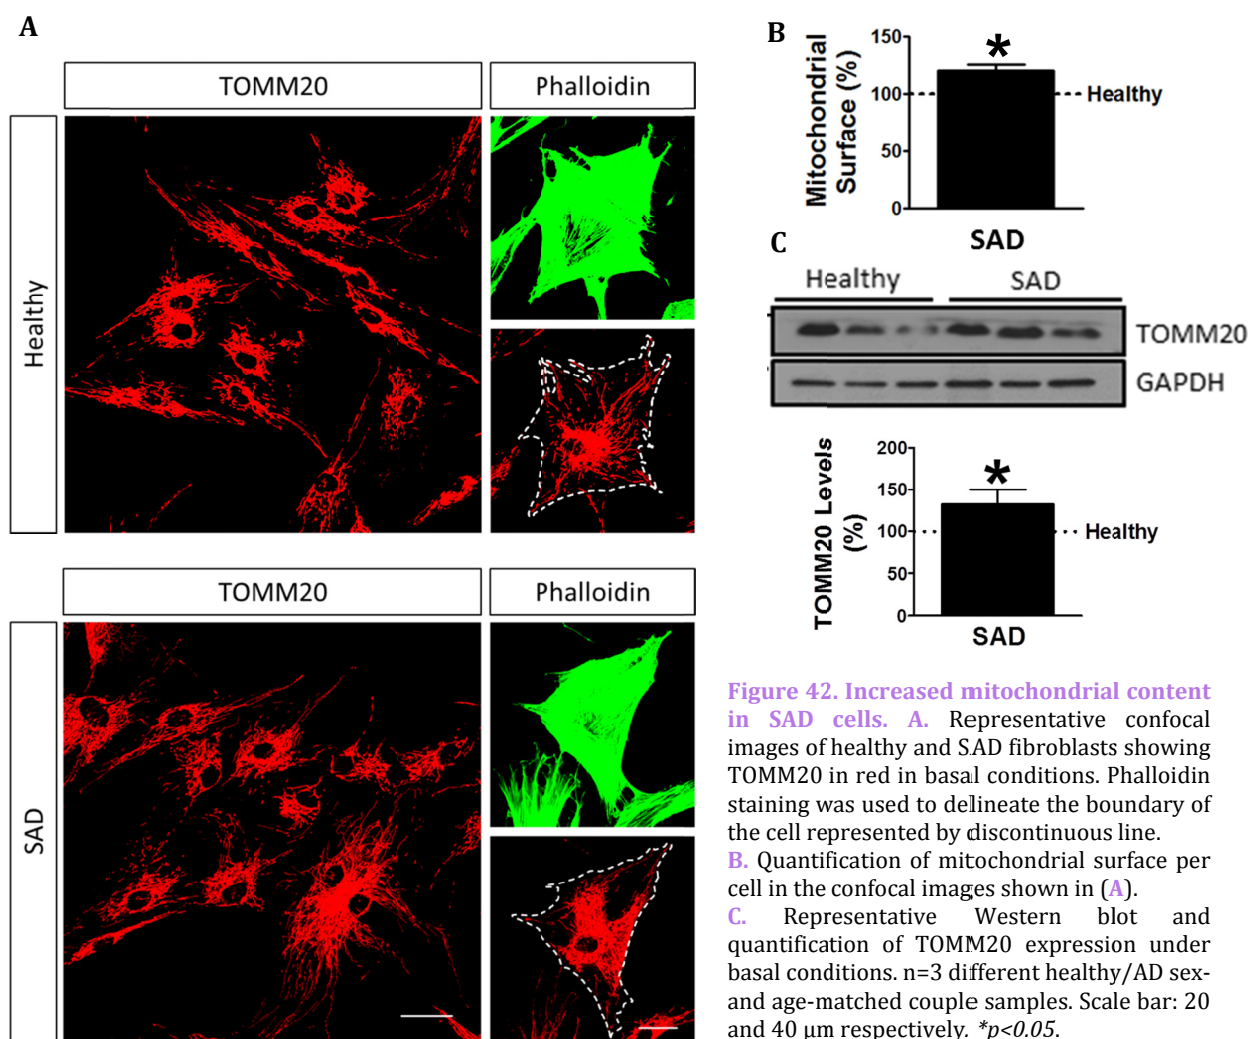 A
TOMM20
Phalloidin
Healthy
TOMM20
Phalloidin
SAD
B
Mitochondrial
Surface (%)
150
100
50
0
*
Healthy
SAD
C
Healthy
SAD
TOMM20
GAPDH
TOMM20 Levels
(%)
200
150
100
50
0
*
Healthy
SAD
Figure 42. Increased mitochondrial content
in SAD cells. A. Representative confocal
images of healthy and SAD fibroblasts showing
TOMM20 in red in basal conditions. Phalloidin
staining was used to delineate the boundary of
the cell represented by discontinuous line.
B. Quantification of mitochondrial surface per
cell in the confocal images shown in (A).
C. Representative Western blot and
quantification of TOMM20 expression under
basal conditions. n=3 different healthy/AD sex-
and age-matched couple samples. Scale bar: 20
and 40 μm respectively. *p<0.05.